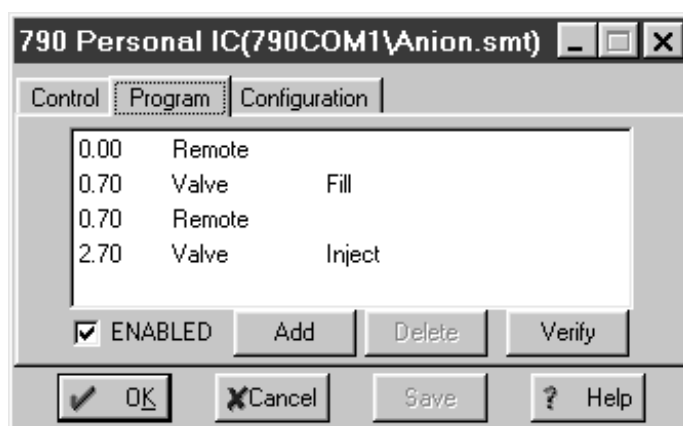 790 Personal IC(790COM1\Anion.smt)
Control Program Configuration
0.00 Remote
0.70 Valve Fill
0.70 Remote
2.70 Valve Inject
ENABLED Add Delete Verify
OK Cancel Save ? Help